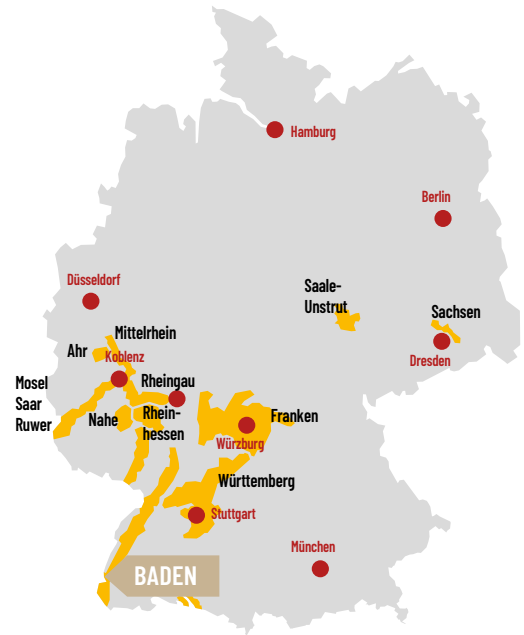 Hamburg
Berlin
Düsseldorf
Saale-
Unstrut
Sachsen
Mittelrhein
Ahr
Koblenz
Dresden
Mosel
Saar
Ruwer
Rheingau
Nahe
Rhein-
hessen
Franken
Würzburg
Württemberg
Stuttgart
München
BADEN